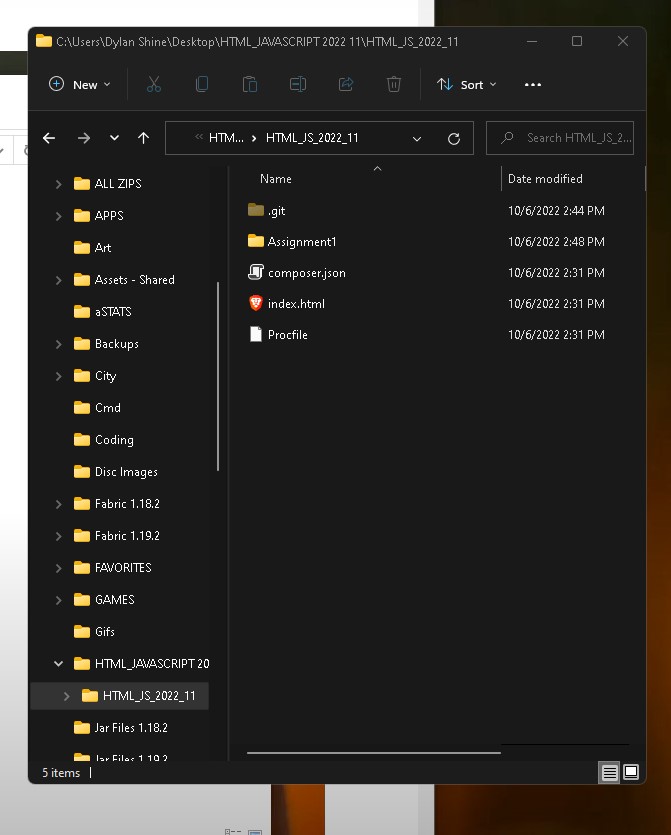 C:\Users\Dylan Shine\Desktop\HTML_JAVASCRIPT 2022 11\HTML_JS_2022_11
New
Sort
HTM... HTML_JS_2022_11
Search HTML_JS_2...
ALL ZIPS
APPS
Art
Assets - Shared
aSTATS
Backups
City
Cmd
Coding
Disc Images
Fabric 1.18.2
Fabric 1.19.2
FAVORITES
GAMES
Gifs
HTML_JAVASCRIPT 20
HTML_JS_2022_11
Jar Files 1.18.2
Jar Files 1.19.2
Name Date modified
.git 10/6/2022 2:44 PM
Assignment1 10/6/2022 2:48 PM
composer.json 10/6/2022 2:31 PM
index.html 10/6/2022 2:31 PM
Procfile 10/6/2022 2:31 PM
5 items